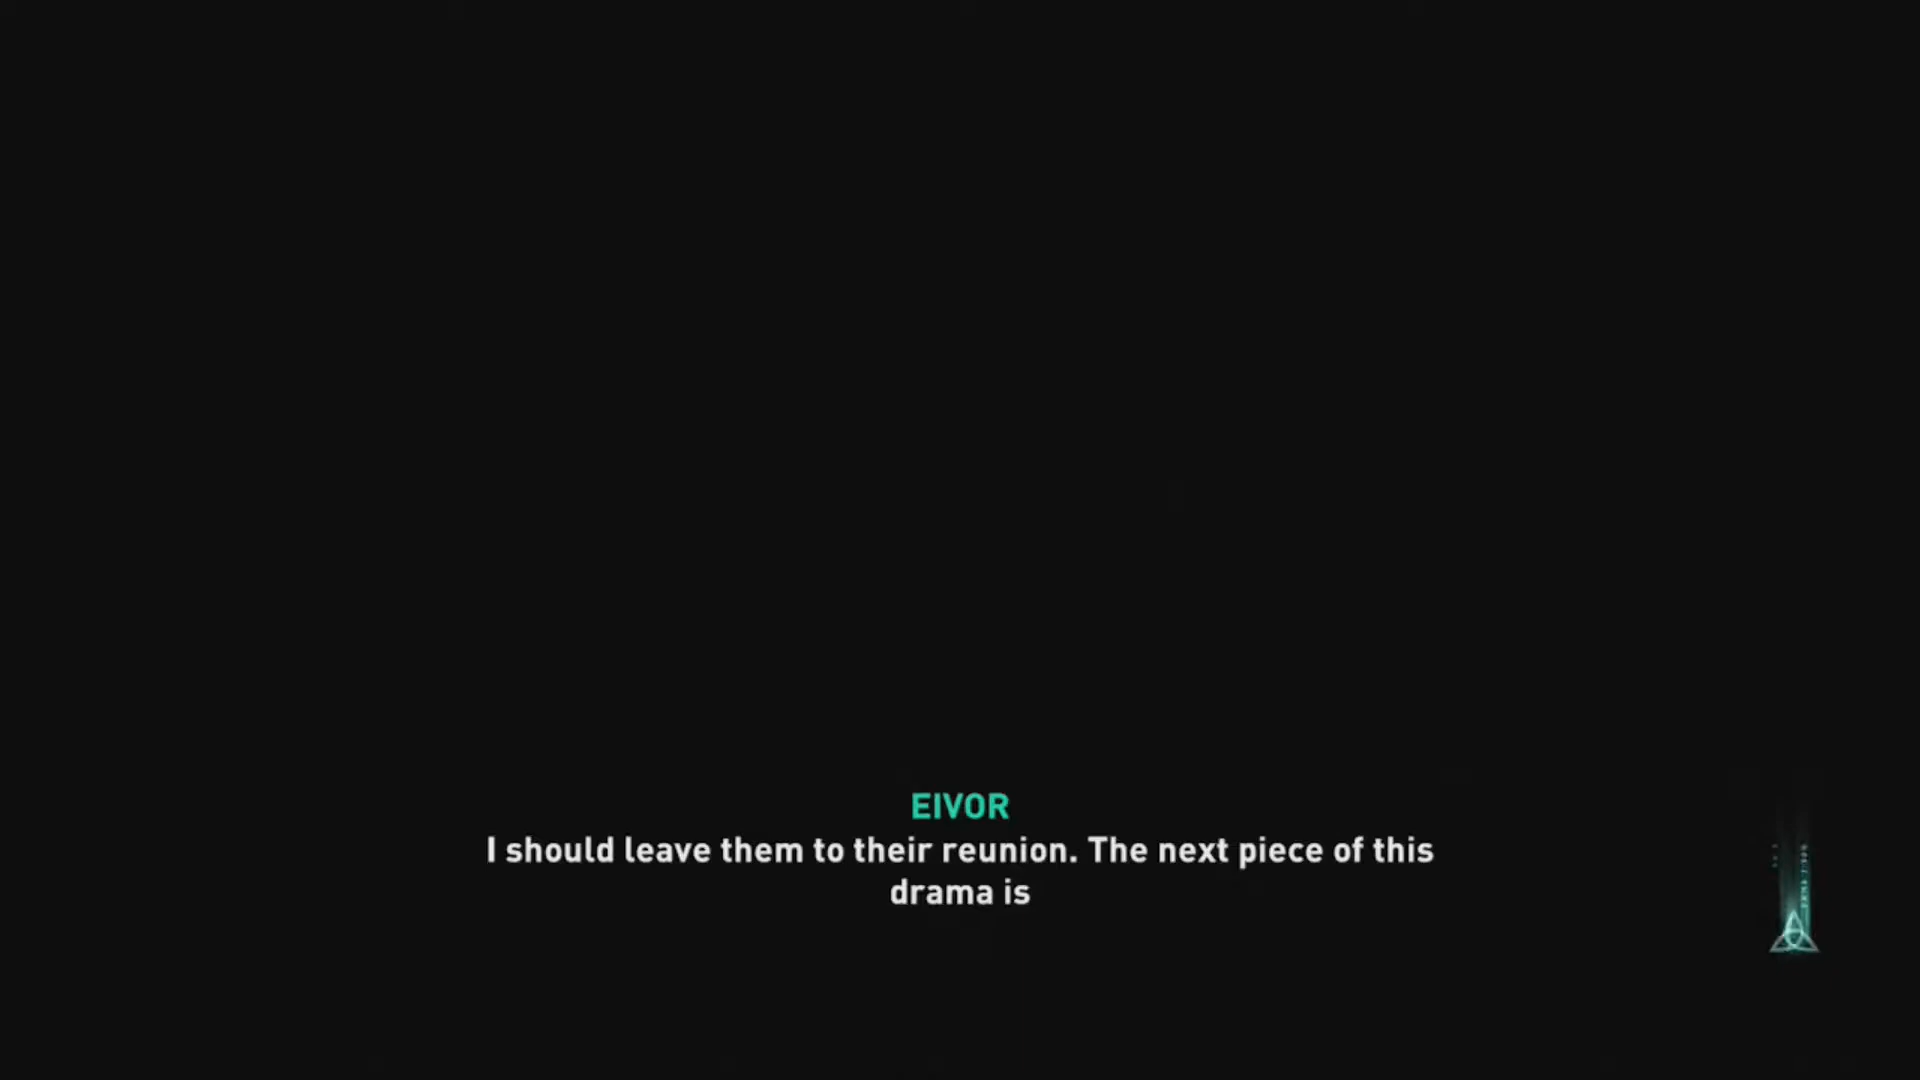 EIVOR
I should leave them to their reunion. The next piece of this
drama is